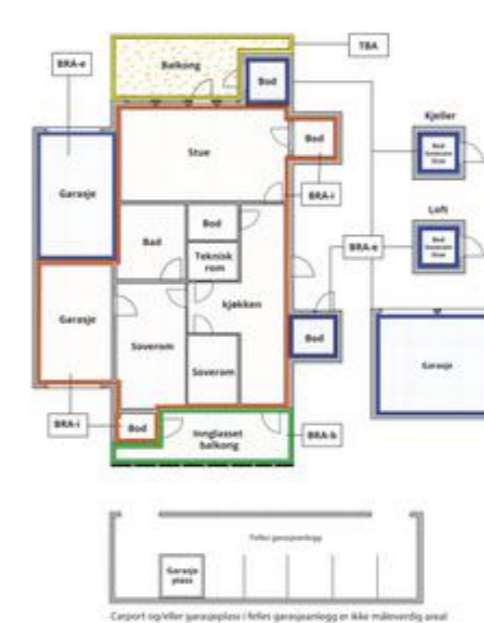 TBA
BRA-e
Balkong
Bod
Kjeller
Bod
Stue
Bod
BRA-i
Garasje
Loft
Bod
Bad
Teknisk
rom
BRA-e
kjøkken
Garasje
Soverom
Bod
Garasje
Soverom
BRA-i
Bod
Innglasset
balkong
BRA-b
Felles garasjeanlegg
Garasje
plass
Carport og/eller garasjeplass i felles garasjeanlegg er ikke måleverdig areal